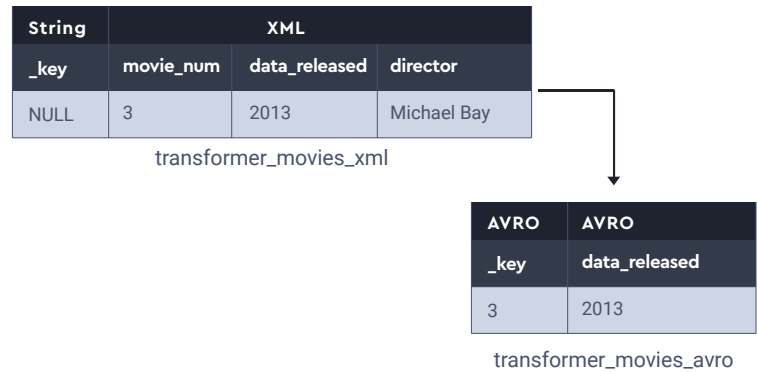 String XML
_key movie_num data_released director
NULL 3 2013 Michael Bay
transformer_movies_xml
AVRO AVRO
_key data_released
3 2013
transformer_movies_avro